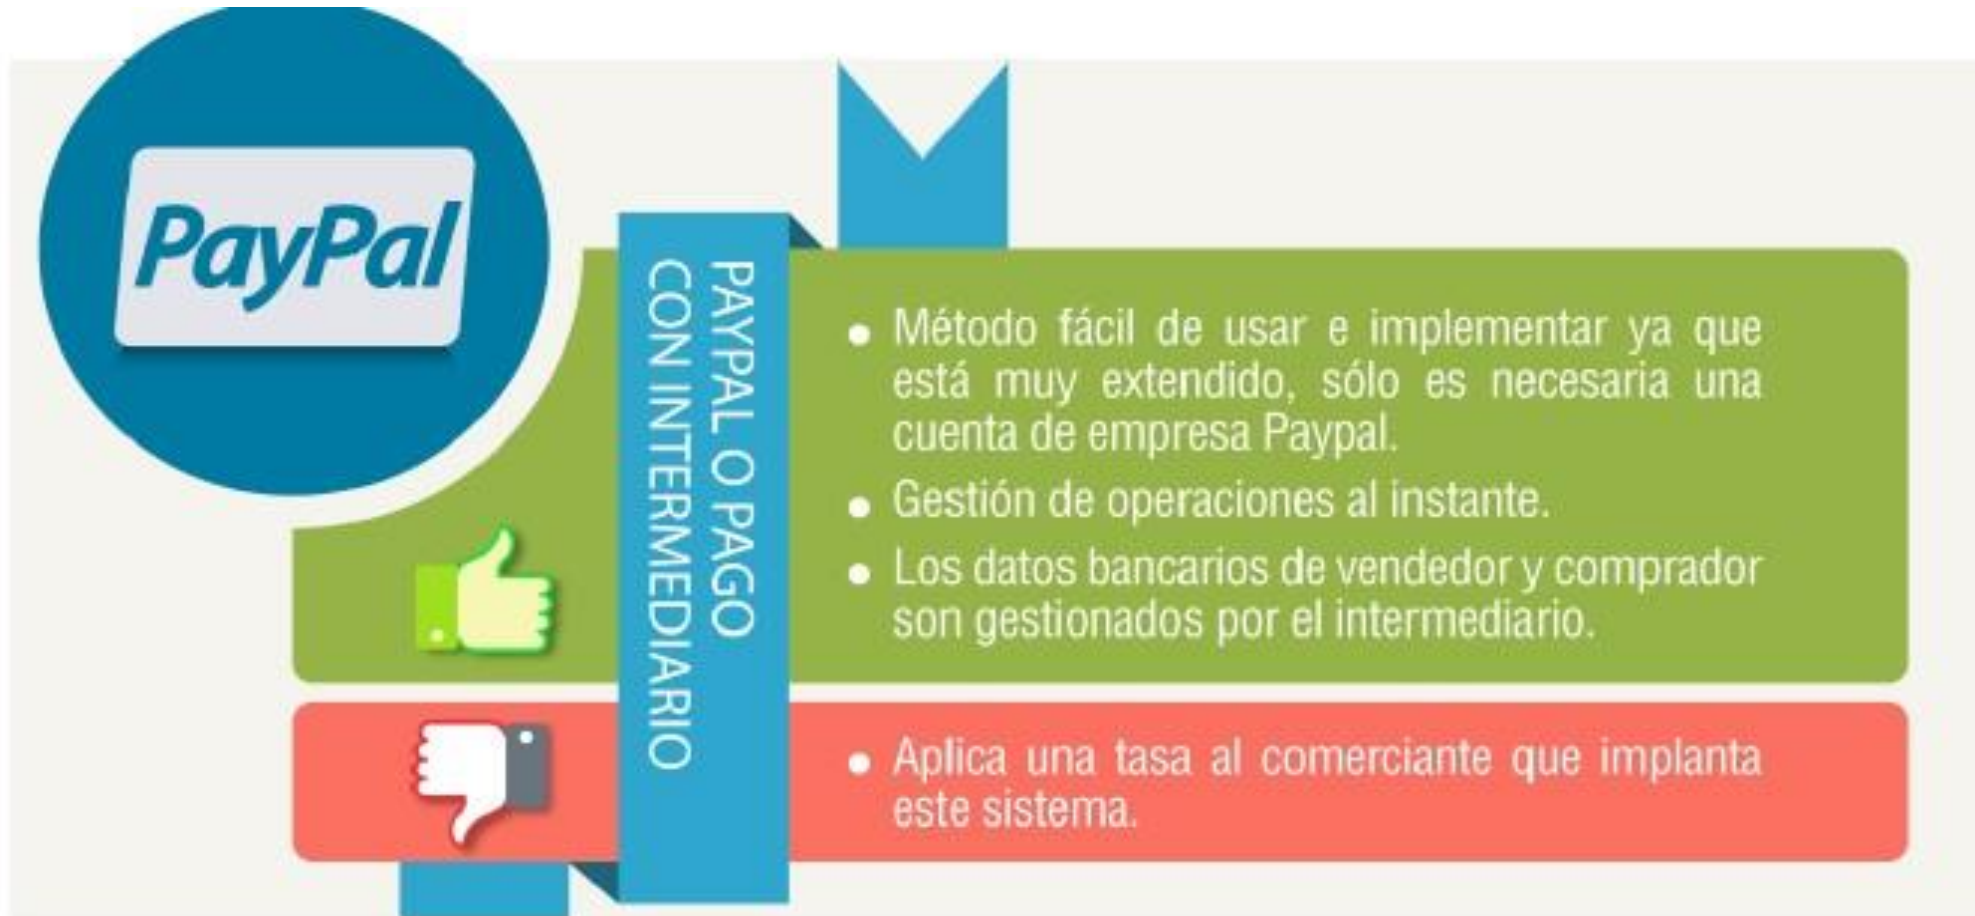 PayPal
PAYPAL O PAGO
CON INTERMEDIARIO
• Método fácil de usar e implementar ya que
está muy extendido, sólo es necesaria una
cuenta de empresa Paypal.
• Gestión de operaciones al instante.
• Los datos bancarios de vendedor y comprador
son gestionados por el intermediario.
• Aplica una tasa al comerciante que implanta
este sistema.